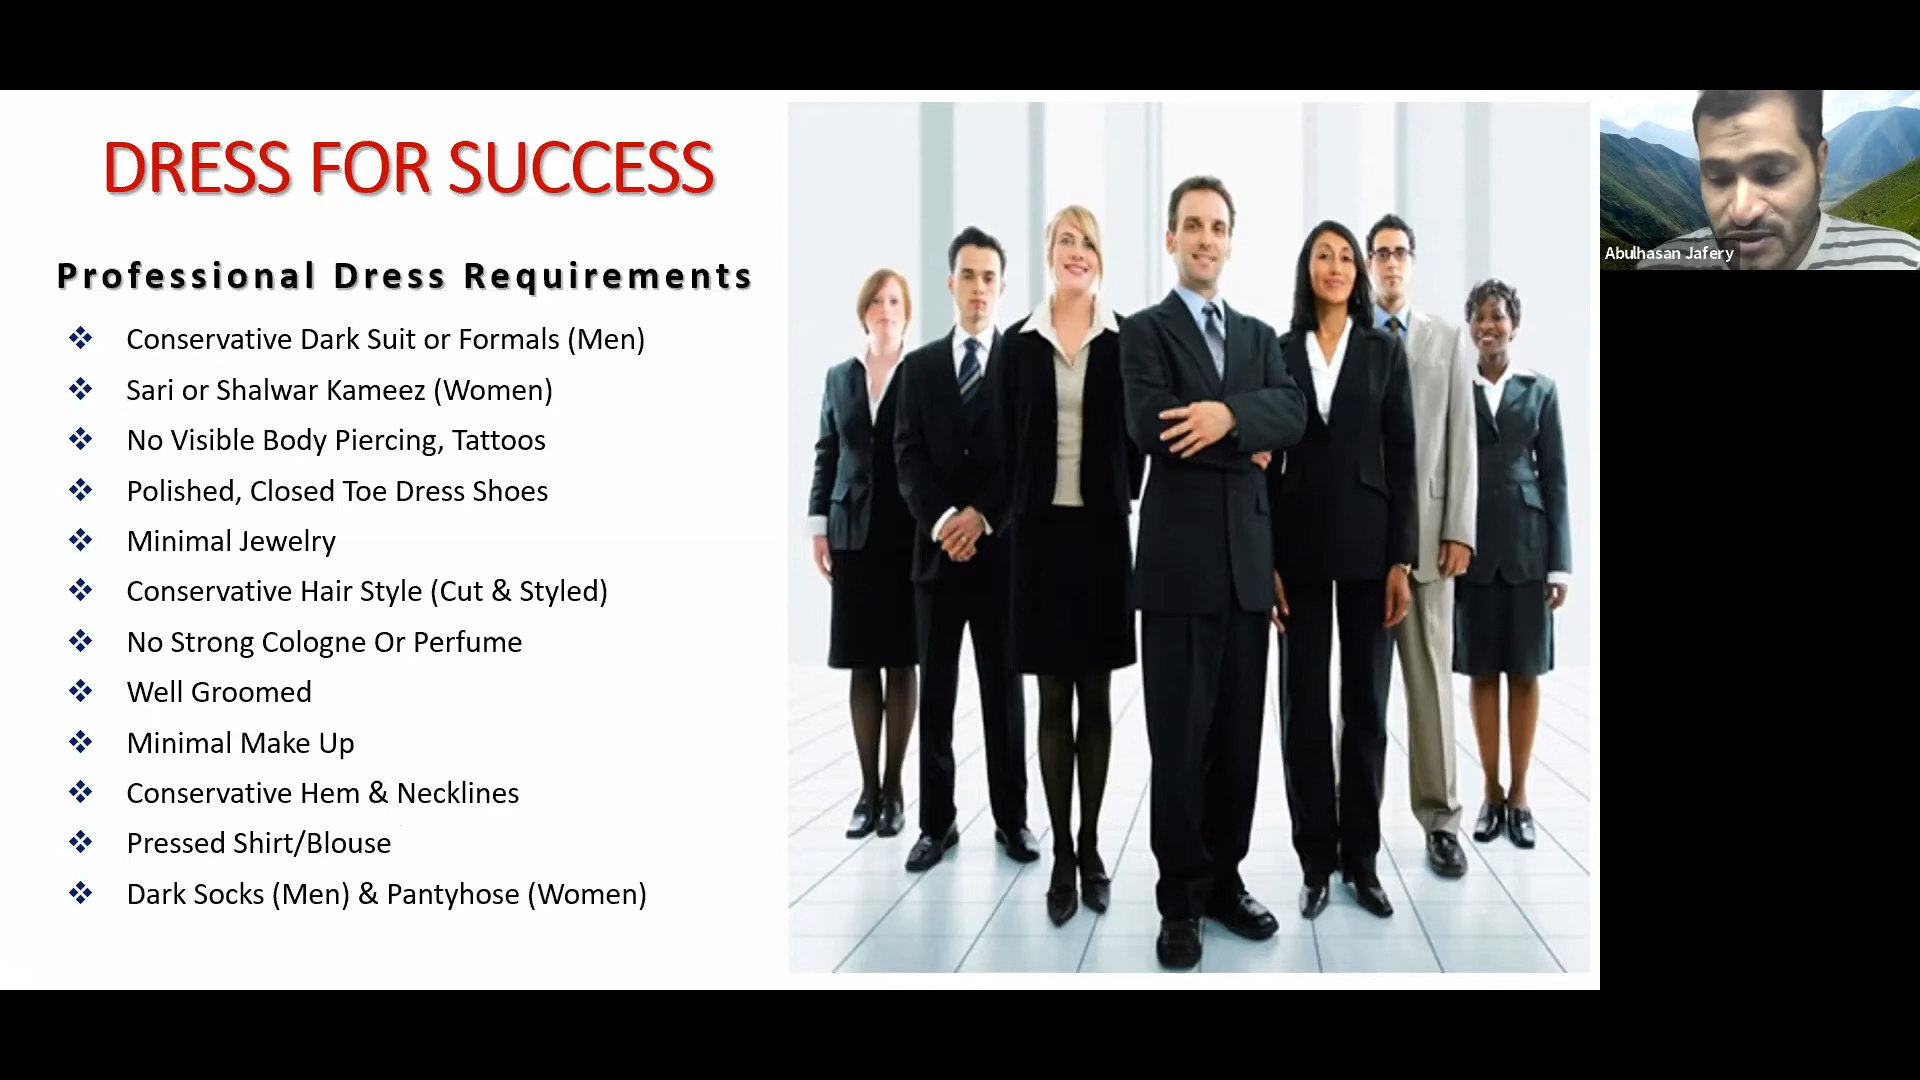 DRESS FOR SUCCESS
Professional Dress Requirements
Conservative Dark Suit or Formals (Men)
Sari or Shalwar Kameez (Women)
No Visible Body Piercing, Tattoos
Polished, Closed Toe Dress Shoes
Minimal Jewelry
Conservative Hair Style (Cut & Styled)
No Strong Cologne Or Perfume
Well Groomed
Minimal Make Up
Conservative Hem & Necklines
Pressed Shirt/Blouse
Dark Socks (Men) & Pantyhose (Women)
Abulhasan Jafery